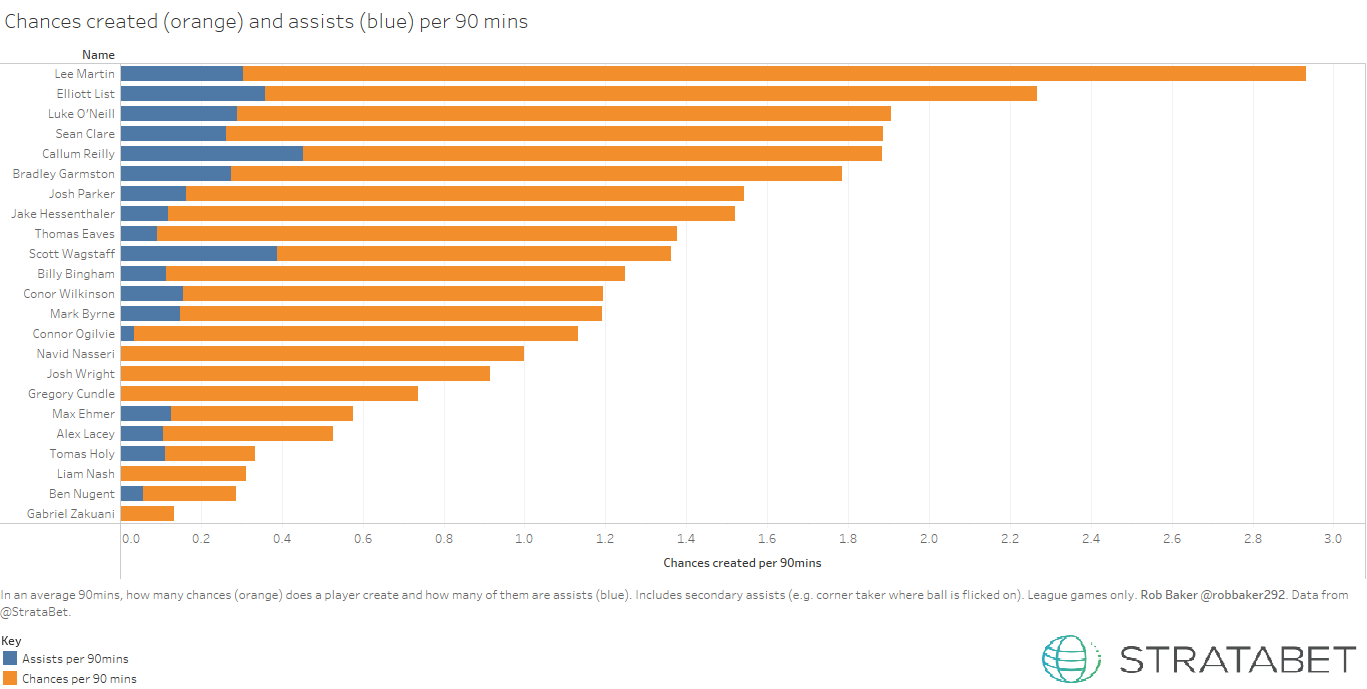 Chances created (orange) and assists (blue) per 90 mins
Name
Lee Martin
Elliott List
Luke O'Neill
Sean Clare
Callum Reilly
Bradley Garmston
Josh Parker
Jake Hessenthaler
Thomas Eaves
Scott Wagstaff
Billy Bingham
Conor Wilkinson
Mark Byrne
Connor Ogilvie
Navid Nasseri
Josh Wright
Gregory Cundle
Max Ehmer
Alex Lacey
Tomas Holy
Liam Nash
Ben Nugent
Gabriel Zakuani
0.0 0.2 0.4 0.6 0.8 1.0 1.2 1.4 1.6 1.8 2.0 2.2 2.4 2.6 2.8 3.0
Chances created per 90mins
In an average 90mins, how many chances (orange) does a player create and how many of them are assists (blue). Includes secondary assists (e.g. corner taker where ball is flicked on). League games only. Rob Baker @robbaker292. Data from
@StrataBet.
Key
Assists per 90mins
Chances per 90 mins
STRATABET